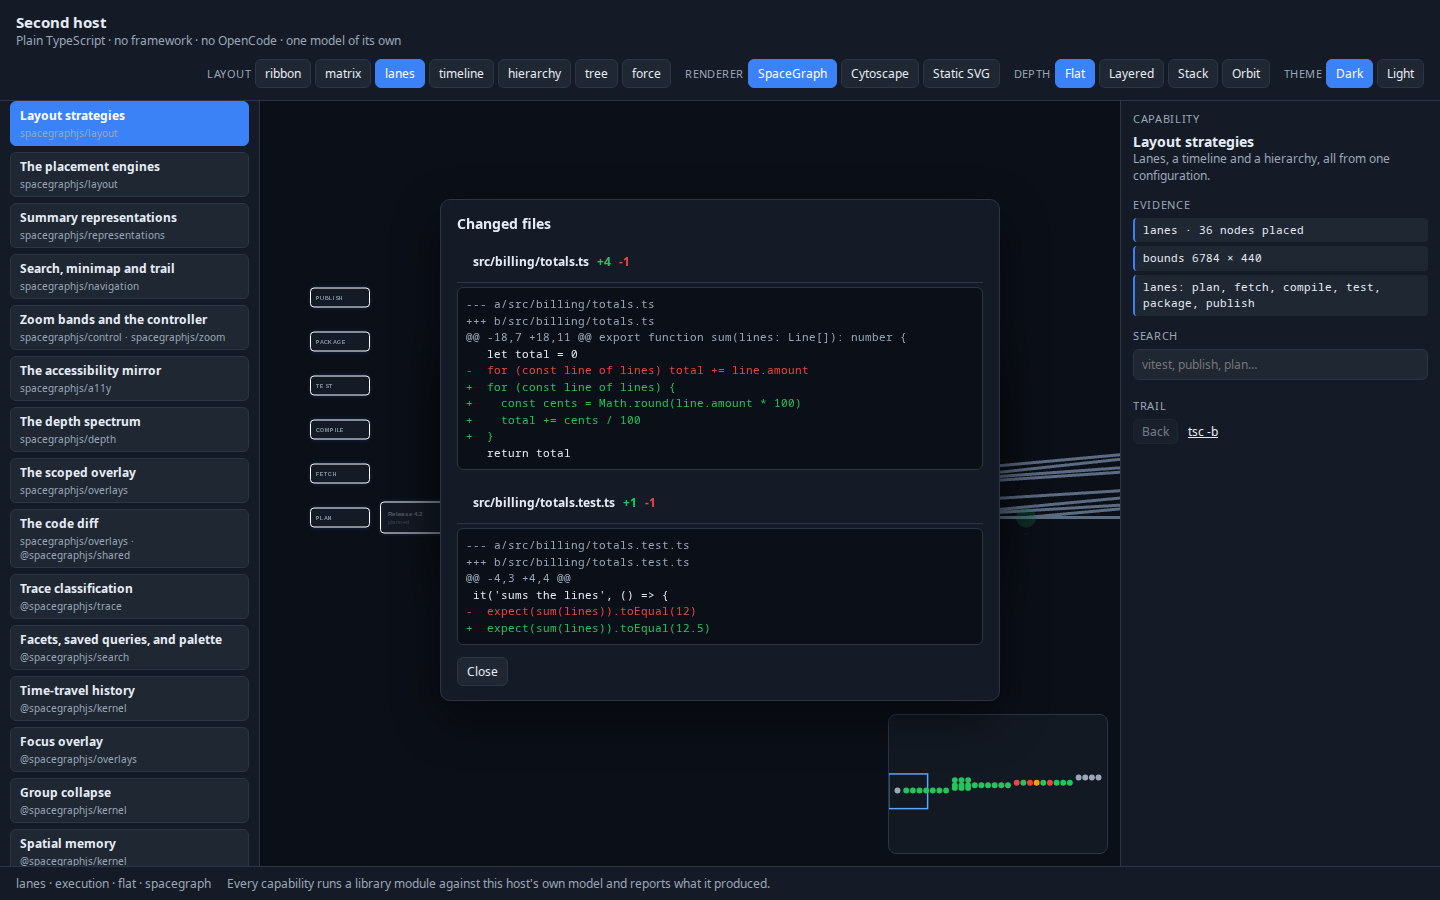 Second host
Plain TypeScript · no framework · no OpenCode · one model of its own
LAYOUT ribbon matrix lanes timeline hierarchy tree force RENDERER SpaceGraph Cytoscape Static SVG DEPTH Flat Layered Stack Orbit THEME Dark Light
Layout strategies
spacegraphjs/layout
The placement engines
spacegraphjs/layout
Summary representations
spacegraphjs/representations
Search, minimap and trail
spacegraphjs/navigation
Zoom bands and the controller
spacegraphjs/control · spacegraphjs/zoom
The accessibility mirror
spacegraphjs/a11y
The depth spectrum
spacegraphjs/depth
The scoped overlay
spacegraphjs/overlays
The code diff
spacegraphjs/overlays ·
@spacegraphjs/shared
Trace classification
@spacegraphjs/trace
Facets, saved queries, and palette
@spacegraphjs/search
Time-travel history
@spacegraphjs/kernel
Focus overlay
@spacegraphjs/overlays
Group collapse
@spacegraphjs/kernel
Spatial memory
@spacegraphjs/kernel
PUBLISH
PACKAGE
TEST
COMPILE
FETCH
PLAN
Release 4.2
planned
Changed files
src/billing/totals.ts +4 -1
--- a/src/billing/totals.ts
+++ b/src/billing/totals.ts
@@ -18,7 +18,11 @@ export function sum(lines: Line[]): number {
   let total = 0
-  for (const line of lines) total += line.amount
+  for (const line of lines) {
+    const cents = Math.round(line.amount * 100)
+    total += cents / 100
+  }
   return total
src/billing/totals.test.ts +1 -1
--- a/src/billing/totals.test.ts
+++ b/src/billing/totals.test.ts
@@ -4,3 +4,4 @@
 it('sums the lines', () => {
-  expect(sum(lines)).toEqual(12)
+  expect(sum(lines)).toEqual(12.5)
Close
CAPABILITY
Layout strategies
Lanes, a timeline and a hierarchy, all from one
configuration.
EVIDENCE
lanes · 36 nodes placed
bounds 6784 × 440
lanes: plan, fetch, compile, test,
package, publish
SEARCH
vitest, publish, plan...
TRAIL
Back tsc -b
lanes · execution · flat · spacegraph Every capability runs a library module against this host's own model and reports what it produced.